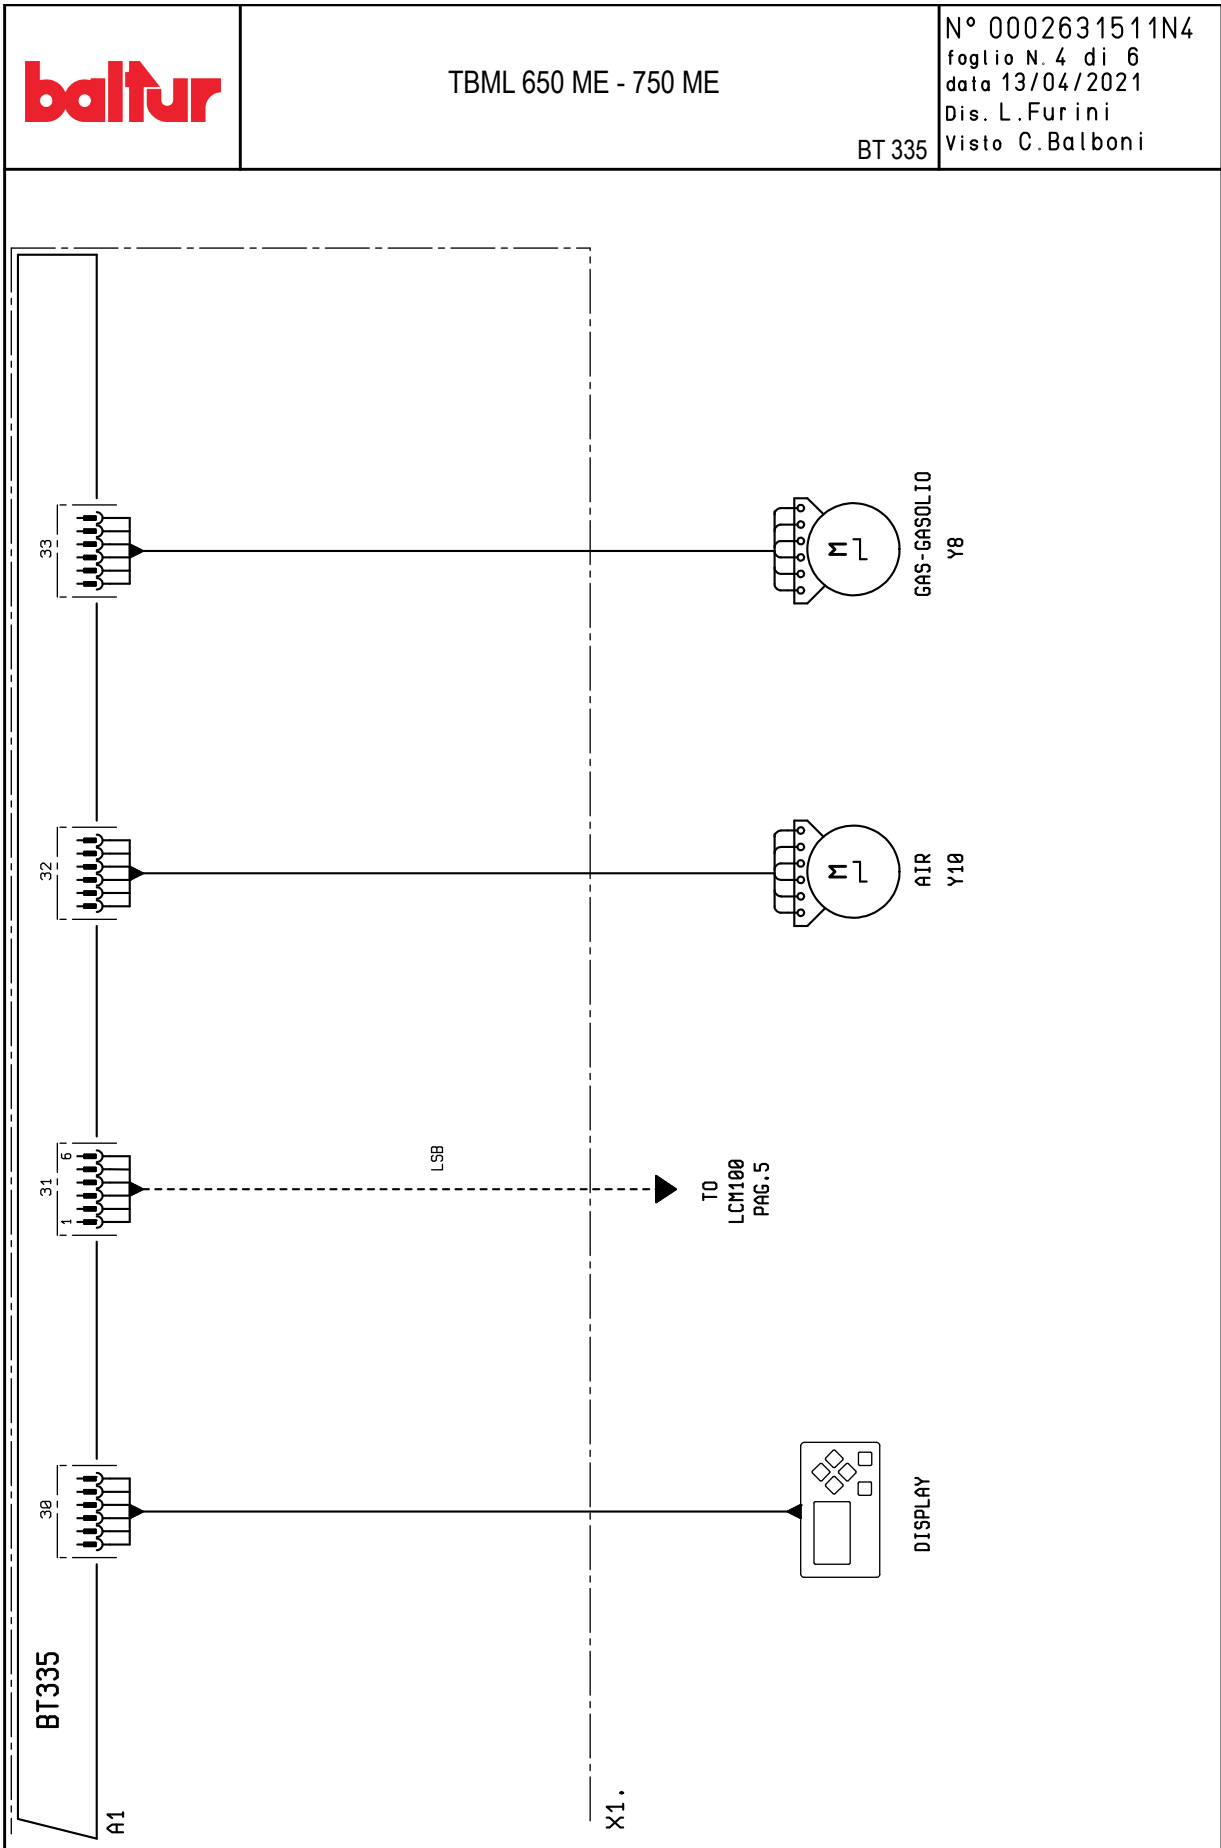 baltur
TBML 650 ME - 750 ME
BT 335
N° 0002631511N4
foglio N. 4 di 6
data 13/04/2021
Dis. L.Furini
Visto C.Balboni
33
GAS-GASOLIO
Y8
32
AIR
Y10
31
1
6
LSB
TO
LCM100
PAG.5
30
DISPLAY
BT335
A1
X1.
M
M